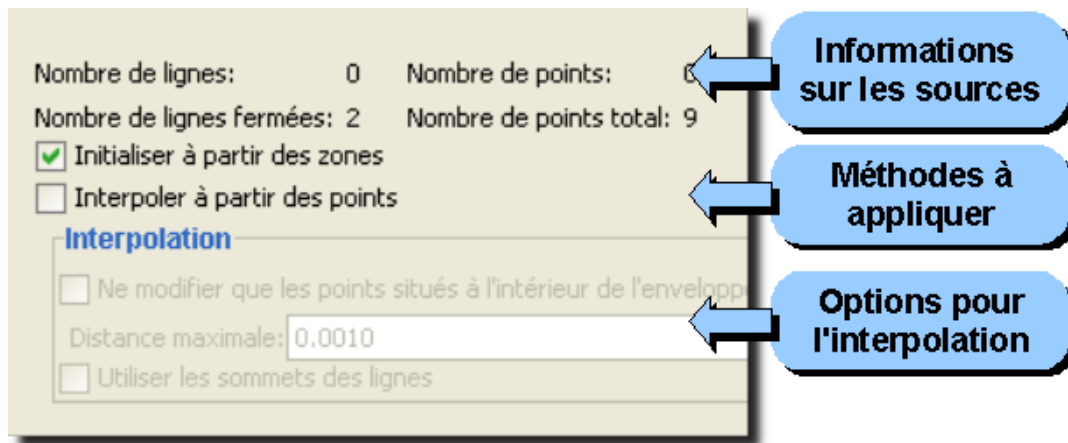 Nombre de lignes: 0 Nombre de points:
Informations
sur les sources
Nombre de lignes fermées: 2 Nombre de points total: 9
Initialiser à partir des zones
Interpoler à partir des points
Méthodes à
appliquer
Interpolation
Ne modifier que les points situés à l'intérieur de l'enveloppe
Distance maximale: 0.0010
Utiliser les sommets des lignes
Options pour
l'interpolation